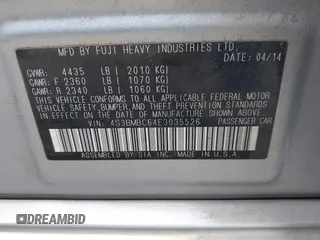 MFD BY FUJI HEAVY INDUSTRIES LTD.
DATE: 04/14
GVWR: 4435 LB ( 2010 KG)
GAWR: F 2360 LB ( 1070 KG)
GAWR: R 2340 LB ( 1060 KG)
THIS VEHICLE CONFORMS TO ALL APPLICABLE
FEDERAL MOTOR VEHICLE SAFETY, BUMPER, AND
THEFT PREVENTION STANDARDS IN EFFECT ON THE
DATE OF MANUFACTURE SHOWN ABOVE.
VIN: 4S3BMBC64E3035526 PASSENGER CAR
ASSEMBLED BY SIA INC. IN U.S.A.
DREAMBID